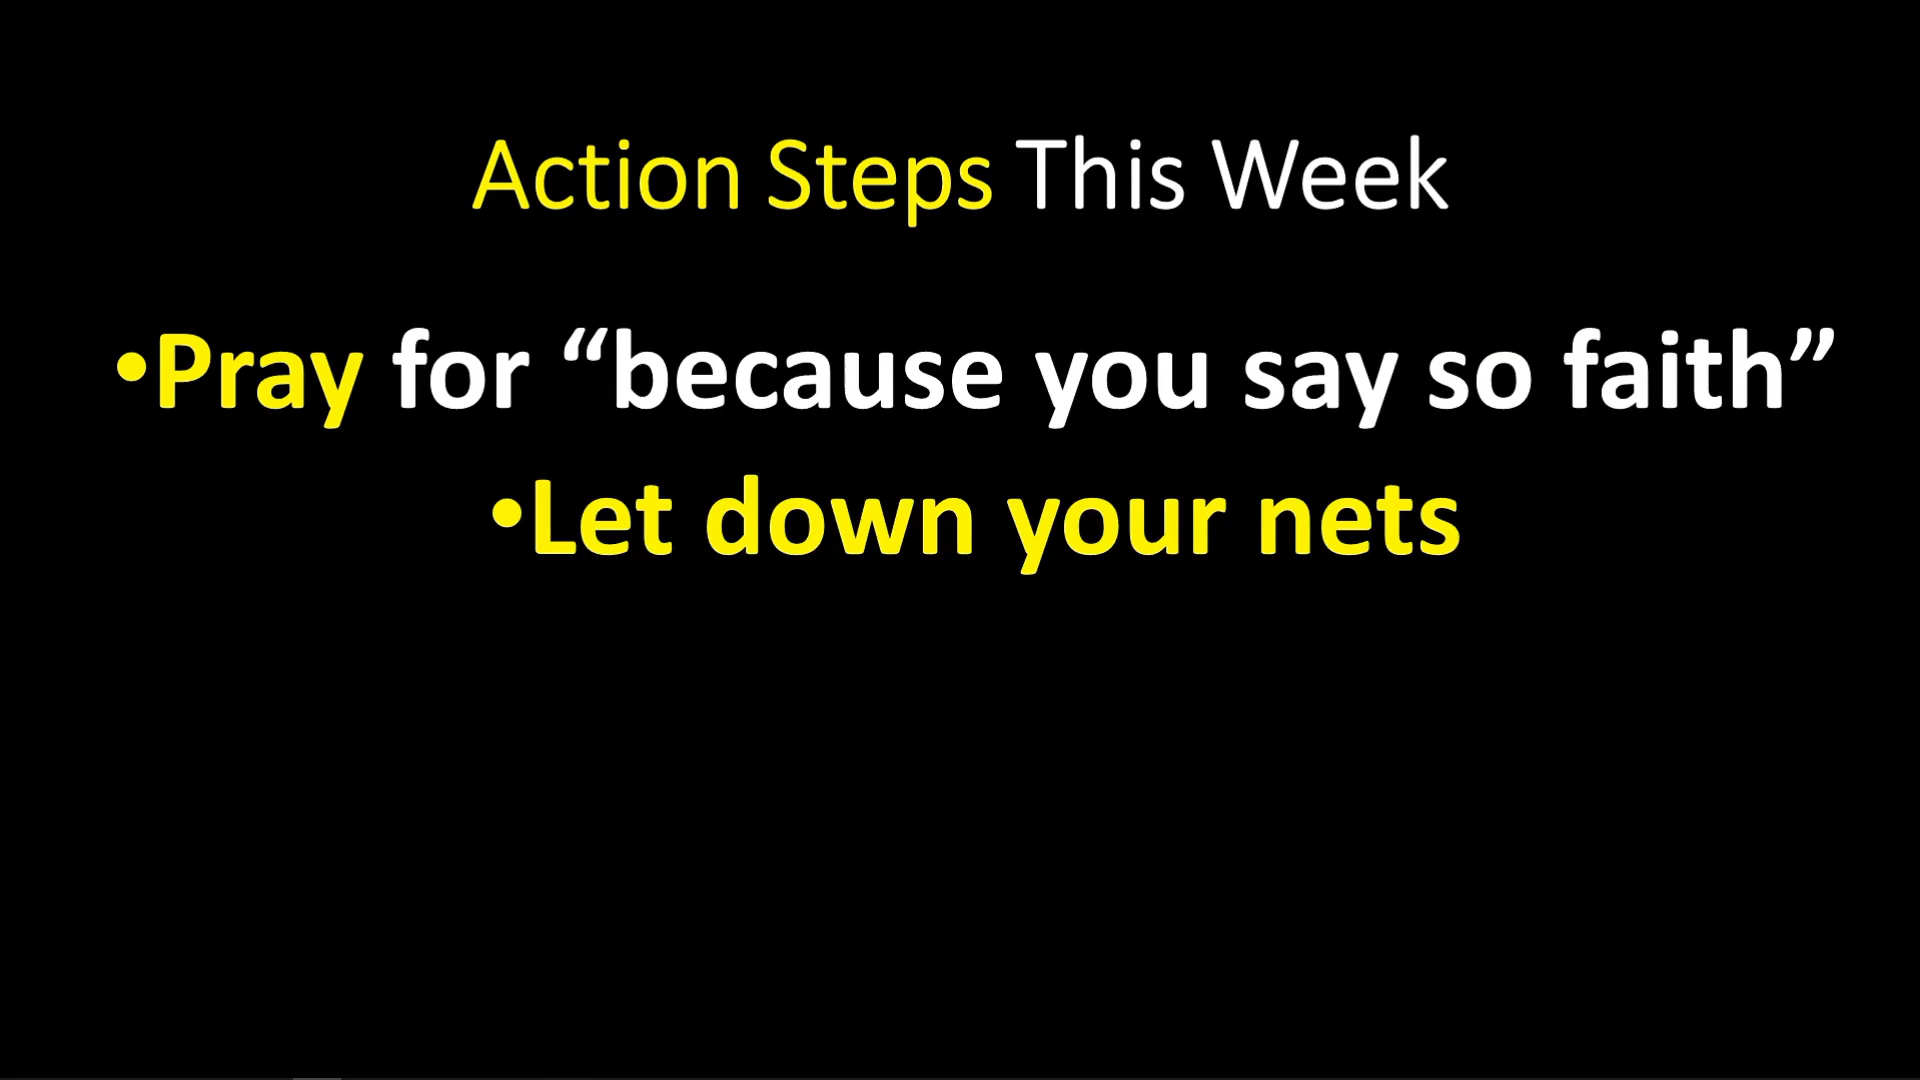 Action Steps This Week
•Pray for “because you say so faith”
•Let down your nets